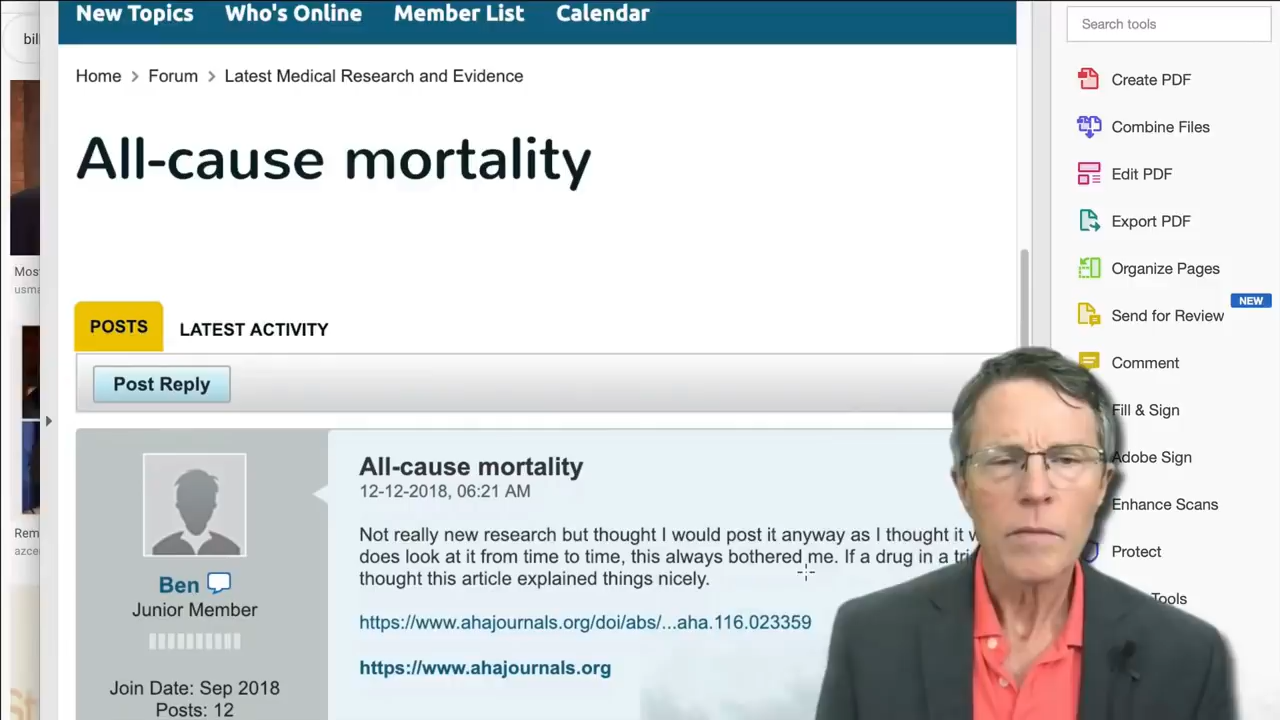 New Topics Who's Online Member List Calendar
Search tools
Home > Forum > Latest Medical Research and Evidence
All-cause mortality
POSTS LATEST ACTIVITY
Post Reply
All-cause mortality
12-12-2018, 06:21 AM
Not really new research but thought I would post it anyway as I thought it
does look at it from time to time, this always bothered me. If a drug in a
thought this article explained things nicely.
https://www.ahajournals.org/doi/abs/...aha.116.023359
https://www.ahajournals.org
Ben
Junior Member
Join Date: Sep 2018
Posts: 12
Create PDF
Combine Files
Edit PDF
Export PDF
Organize Pages
NEW
Send for Review
Comment
Fill & Sign
Adobe Sign
Enhance Scans
Protect
Tools
bil
Most
usma
Rem
azce